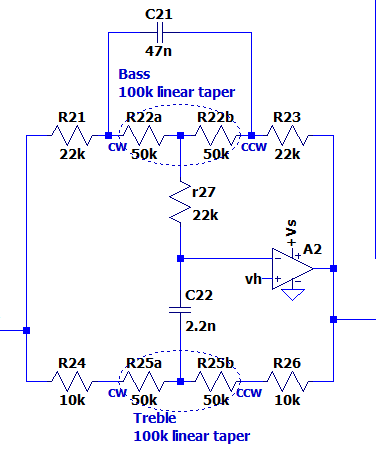 C21
47n
Bass
100k linear taper
R21 R22a R22b R23
cw ccw
22k 50k 50k 22k
r27
22k
+Vs
A2
− +
vh + −
C22
2.2n
R24 R25a R25b R26
cw ccw
10k 50k 50k 10k
Treble
100k linear taper